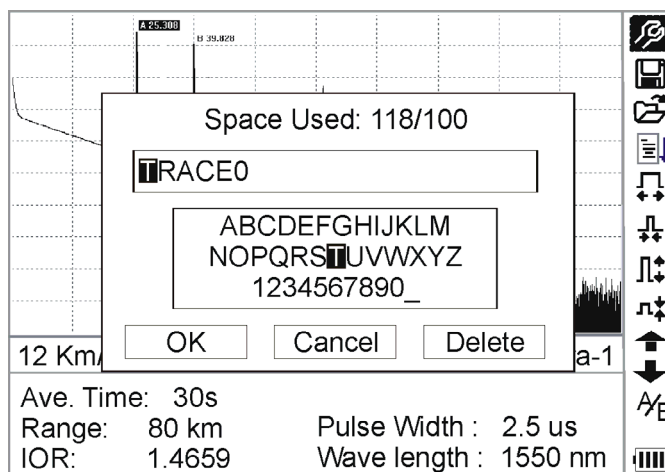 A 25.308
B 39.828
Space Used: 118/100
TRACE0
ABCDEFGHIJKLM
NOPQRSTUVWXYZ
1234567890_
OK Cancel Delete
12 Km/ a-1
A/B
Ave. Time: 30s
Range: 80 km Pulse Width : 2.5 us
IOR: 1.4659 Wave length : 1550 nm